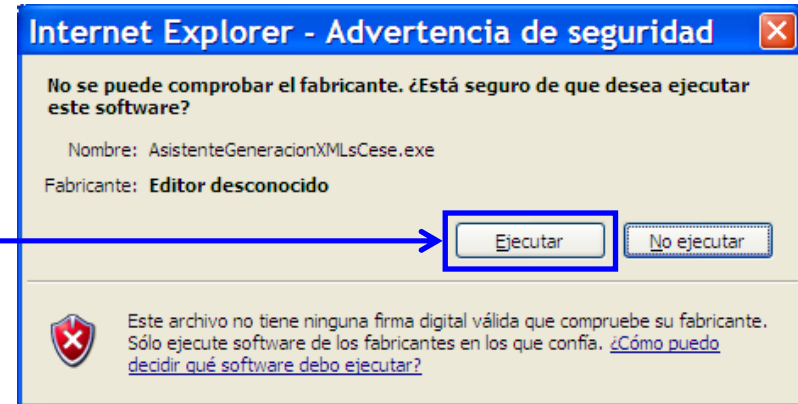 Internet Explorer - Advertencia de seguridad
No se puede comprobar el fabricante. ¿Está seguro de que desea ejecutar
este software?
Nombre: AsistenteGeneracionXMLsCese.exe
Fabricante: Editor desconocido
Ejecutar No ejecutar
Este archivo no tiene ninguna firma digital válida que compruebe su fabricante.
Sólo ejecute software de los fabricantes en los que confía. ¿Cómo puedo
decidir qué software debo ejecutar?